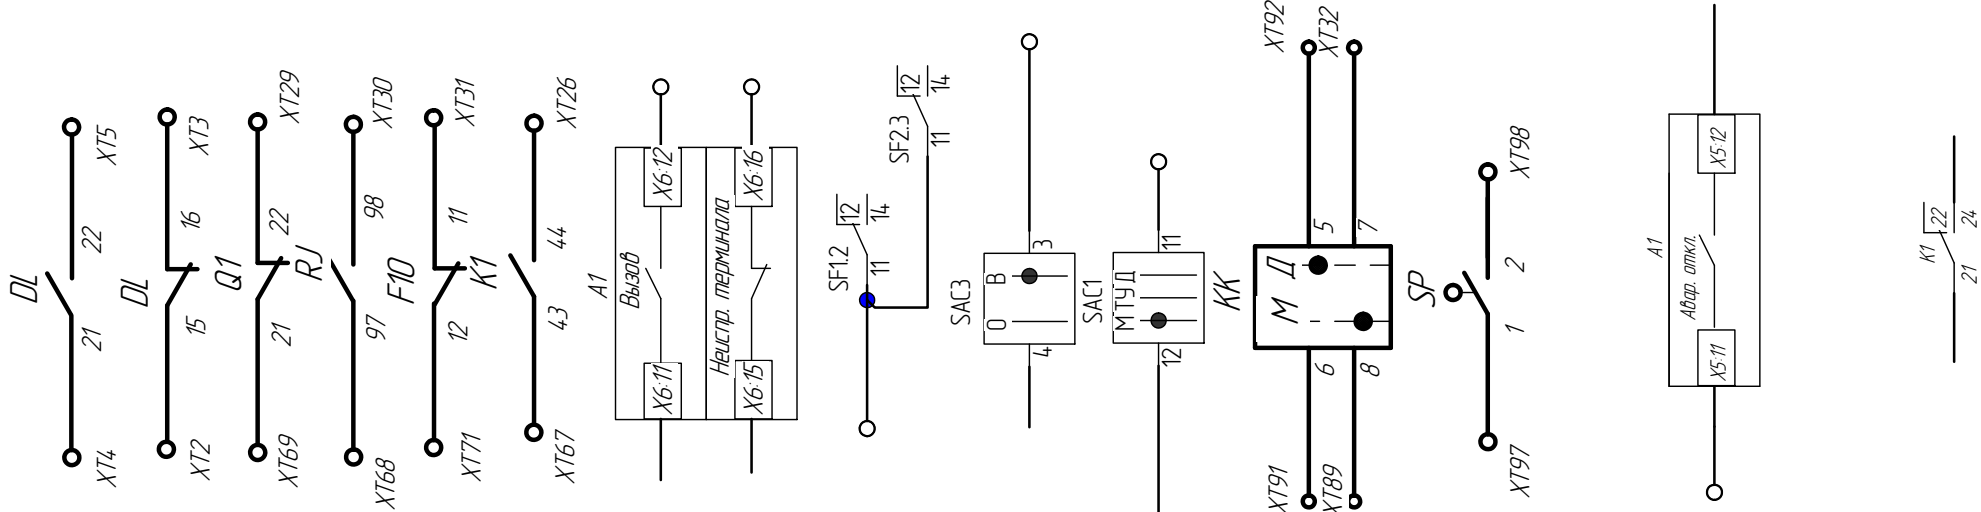 DL
XT5
22
21
XT4
DL
XT3
16
15
XT2
Q1
XT29
22
21
XT69
RJ
XT30
98
97
XT68
F10
XT31
11
12
XT71
K1
XT26
44
43
XT67
A1
Вызов
X6:12
X6:11
Неиспр. терминала
X6:16
X6:15
SF1.2
12
14
11
SF2.3
12
14
11
SAC3
О В
3
4
SAC1
МТУД
11
12
КК
М Д
XT92
XT32
5
7
6
8
XT91
XT89
SP
XT98
2
1
XT97
A1
Авар. откл.
X5:12
X5:11
K1
22
24
21